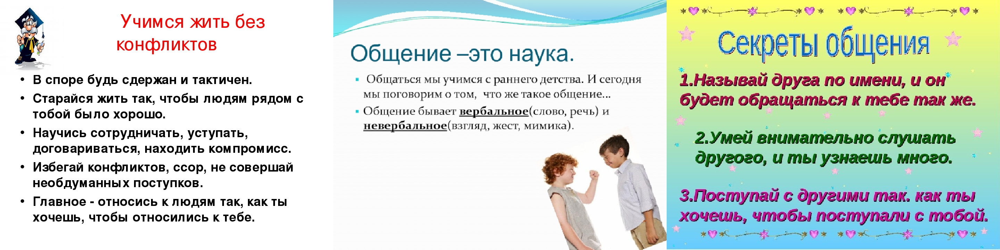 Учимся жить без
конфликтов
• В споре будь сдержан и тактичен.
• Старайся жить так, чтобы людям рядом с
тобой было хорошо.
• Научись сотрудничать, уступать,
договариваться, находить компромисс.
• Избегай конфликтов, ссор, не совершай
необдуманных поступков.
• Главное - относись к людям так, как ты
хочешь, чтобы относились к тебе.
Общение –это наука.
Общаться мы учимся с раннего детства. И сегодня
мы поговорим о том, что же такое общение...
Общение бывает вербальное(слово, речь) и
невербальное(взгляд, жест, мимика).
Секреты общения
1.Называй друга по имени, и он
будет обращаться к тебе так же.
2.Умей внимательно слушать
другого, и ты узнаешь много.
3.Поступай с другими так. как ты
хочешь, чтобы поступали с тобой.